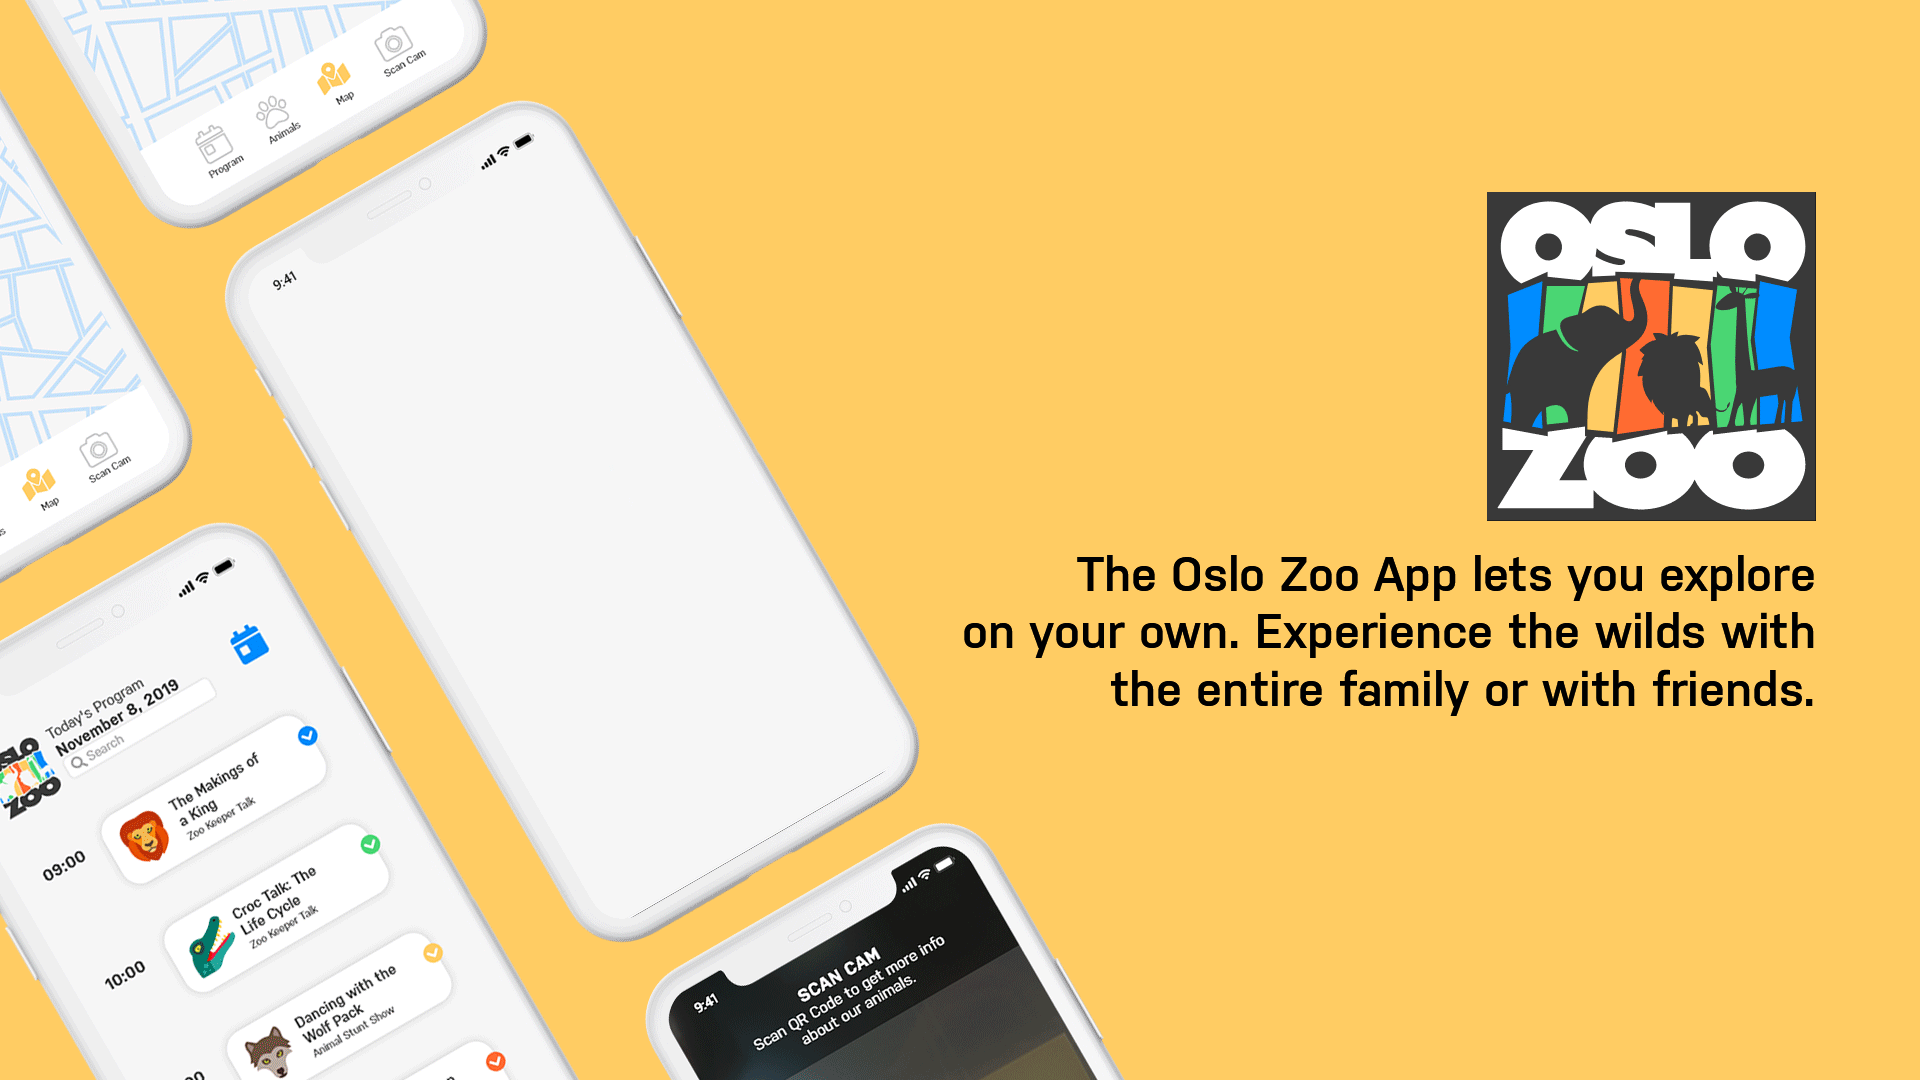 Program
Animals
Map
Scan Cam
Map
Scan Cam
9:41
OSLO
ZOO
The Oslo Zoo App lets you explore
on your own. Experience the wilds with
the entire family or with friends.
Today's Program
November 8, 2019
Search
OSLO
ZOO
09:00
The Makings of
a King
Zoo Keeper Talk
10:00
Croc Talk: The
Life Cycle
Zoo Keeper Talk
Dancing with the
Wolf Pack
Animal Stunt Show
9:41
SCAN CAM
Scan QR Code to get more info
about our animals.